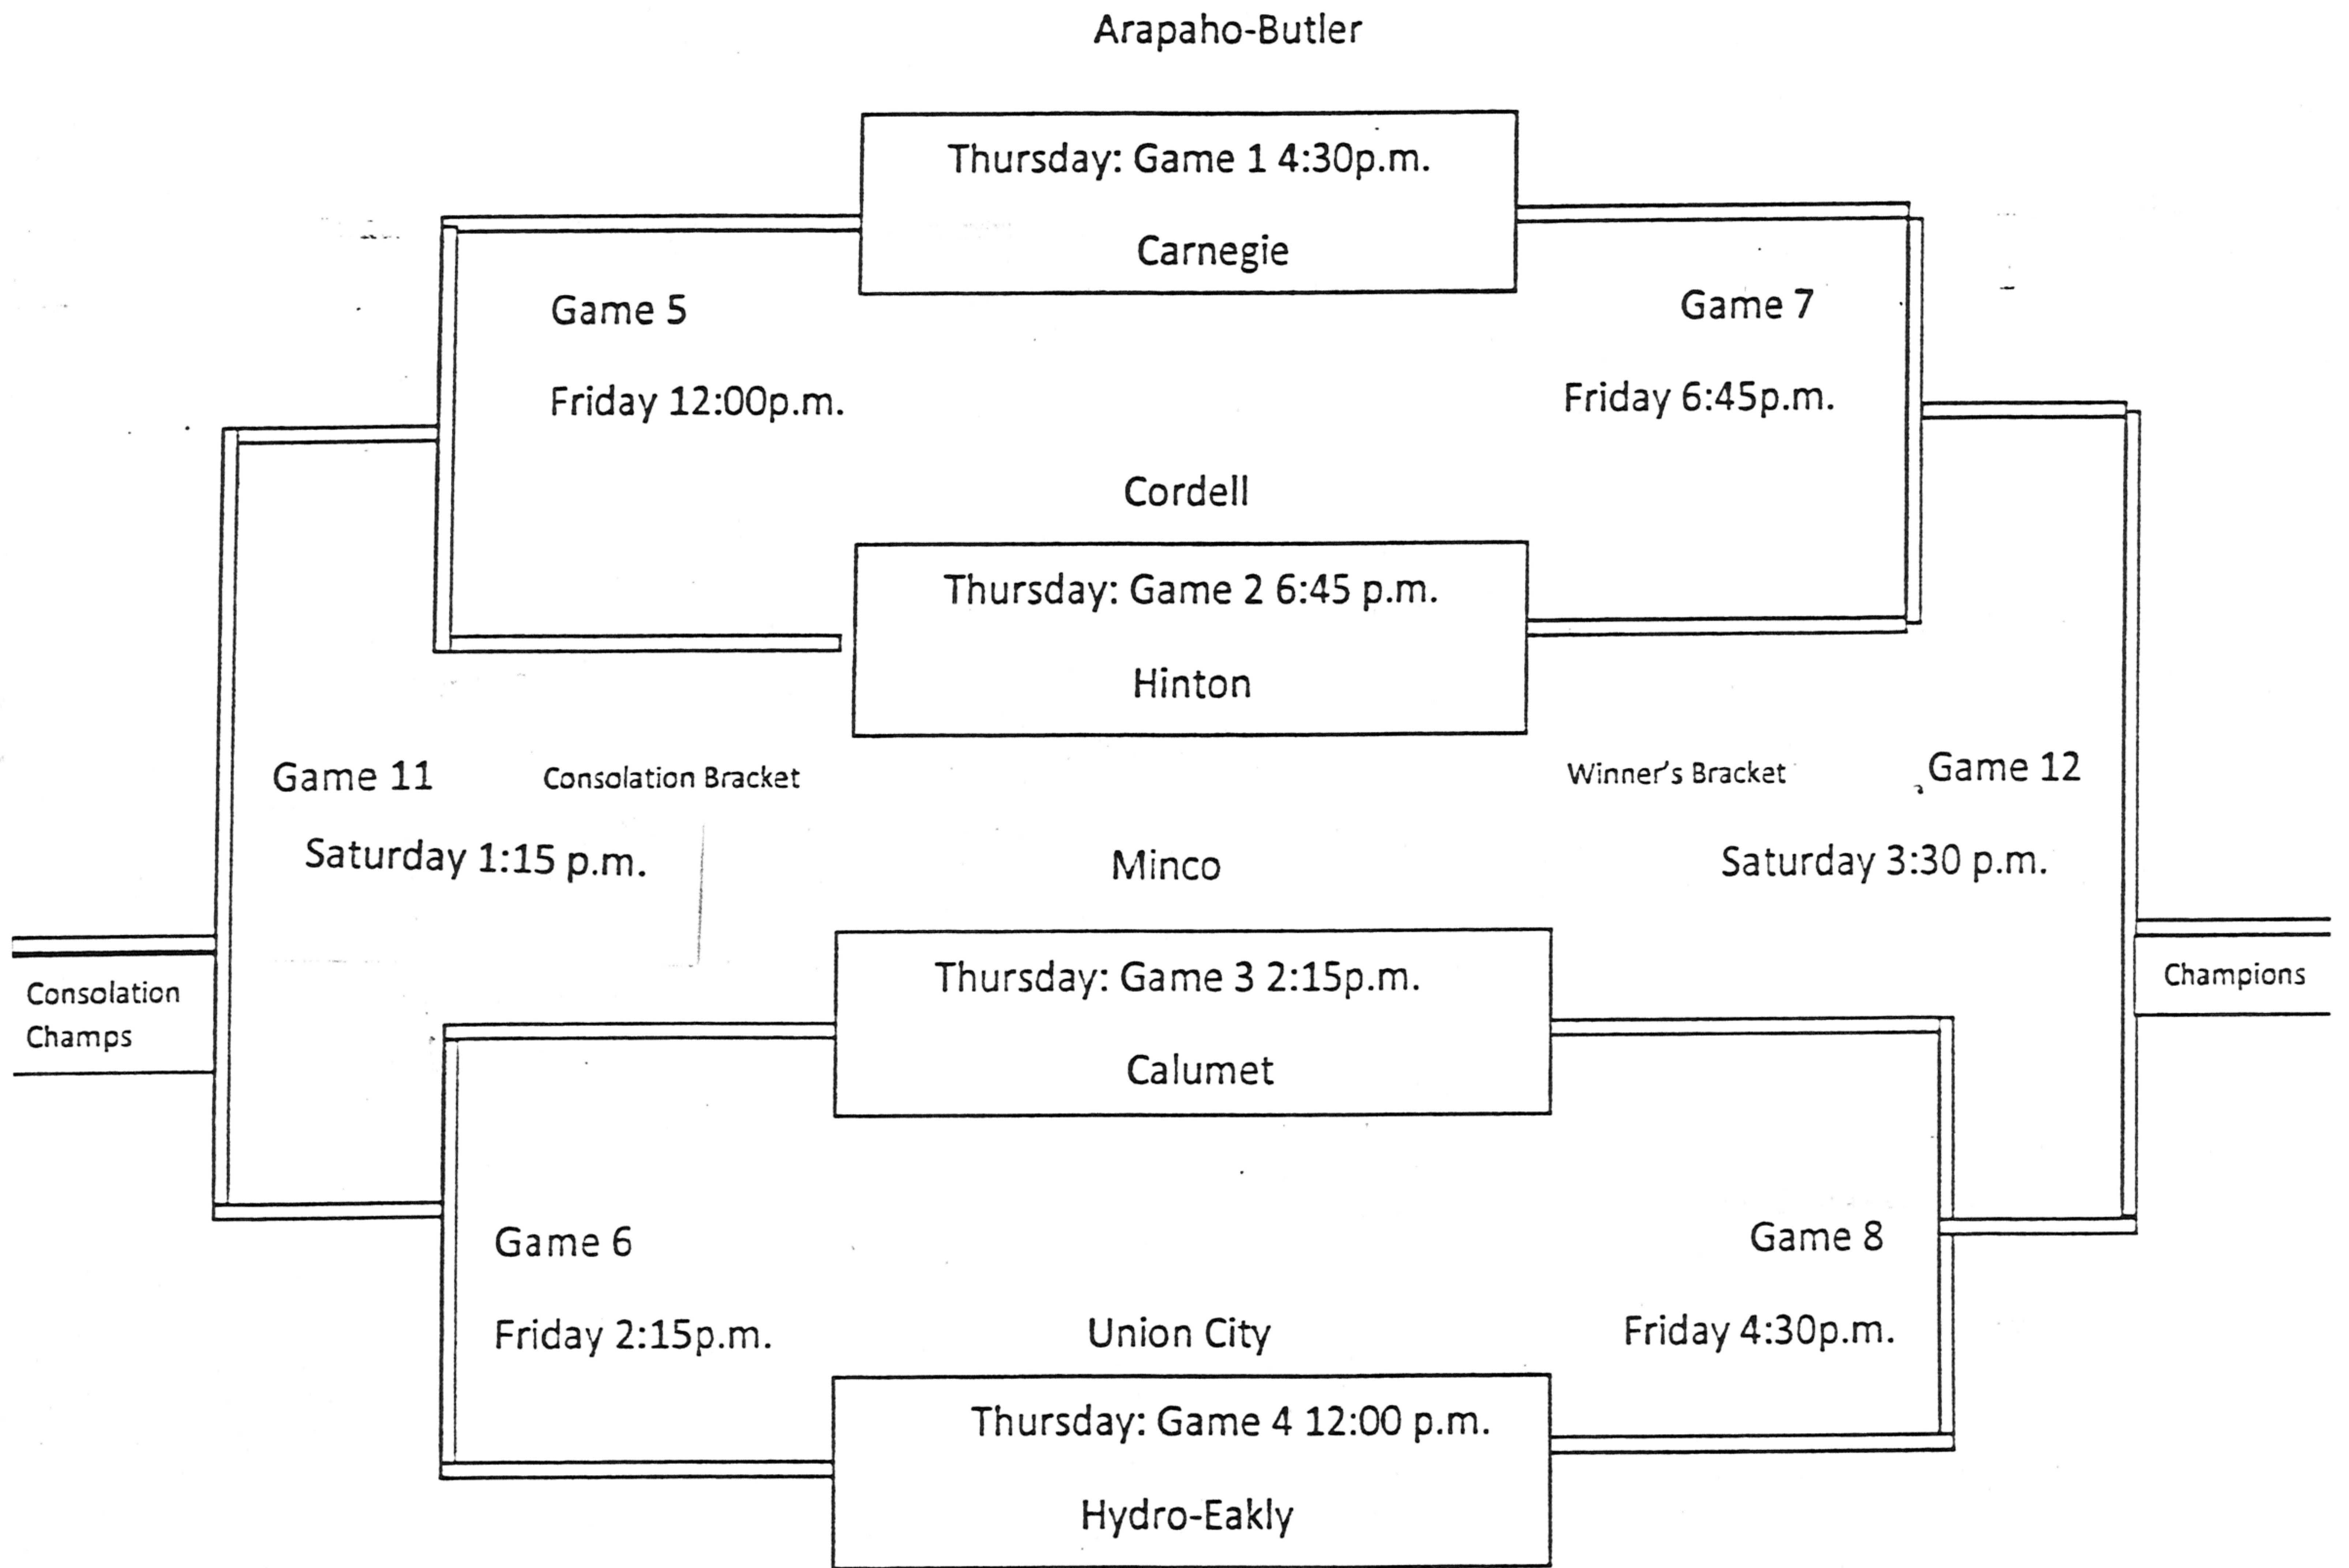 Arapaho-Butler
Thursday: Game 1 4:30p.m.
Carnegie
Game 5
Friday 12:00p.m.
Game 7
Friday 6:45p.m.
Cordell
Thursday: Game 2 6:45 p.m.
Hinton
Game 11
Saturday 1:15 p.m.
Consolation Bracket
Winner's Bracket
Game 12
Saturday 3:30 p.m.
Minco
Thursday: Game 3 2:15p.m.
Calumet
Consolation
Champs
Champions
Game 6
Friday 2:15p.m.
Game 8
Friday 4:30p.m.
Union City
Thursday: Game 4 12:00 p.m.
Hydro-Eakly